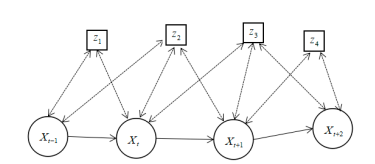 z₁ z₂ z₃ z₄
Xₜ₋₁ Xₜ Xₜ₊₁ Xₜ₊₂